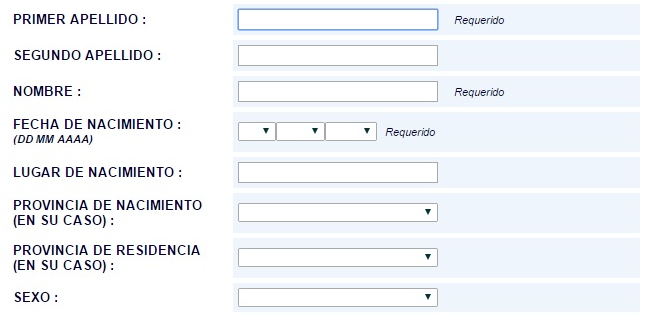 PRIMER APELLIDO : Requerido
SEGUNDO APELLIDO :
NOMBRE : Requerido
FECHA DE NACIMIENTO :
(DD MM AAAA) Requerido
LUGAR DE NACIMIENTO :
PROVINCIA DE NACIMIENTO
(EN SU CASO) :
PROVINCIA DE RESIDENCIA
(EN SU CASO) :
SEXO :